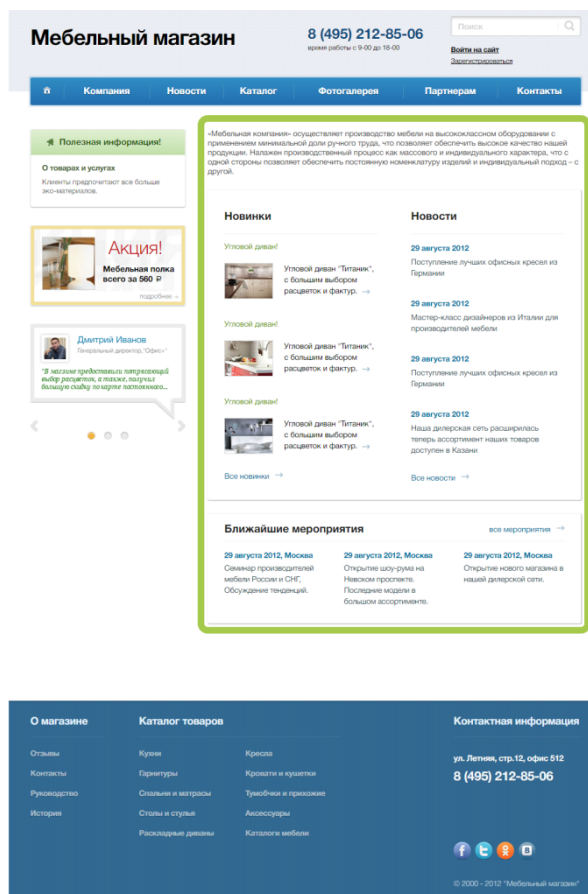 Мебельный магазин
8 (495) 212-85-06
время работы с 9-00 до 18-00
Поиск
Войти на сайт
Зарегистрироваться
Компания
Новости
Каталог
Фотогалерея
Партнерам
Контакты
Полезная информация!
О товарах и услугах
Клиенты предпочитают все больше
эко-материалов.
Акция!
Мебельная полка
всего за 560 ₽
подробнее →
Дмитрий Иванов
Генеральный директор,"Офис+"
"В магазине предоставили потрясающий
выбор расцветок, а также, получил
большую скидку по карте постоянного...
«Мебельная компания» осуществляет производство мебели на высококлассном оборудовании с
применением минимальной доли ручного труда, что позволяет обеспечить высокое качество нашей
продукции. Налажен производственный процесс как массового и индивидуального характера, что с
одной стороны позволяет обеспечить постоянную номенклатуру изделий и индивидуальный подход – с
другой.
Новинки
Угловой диван!
Угловой диван "Титаник",
с большим выбором
расцветок и фактур. →
Угловой диван!
Угловой диван "Титаник",
с большим выбором
расцветок и фактур. →
Угловой диван!
Угловой диван "Титаник",
с большим выбором
расцветок и фактур. →
Все новинки →
Новости
29 августа 2012
Поступление лучших офисных кресел из
Германии
29 августа 2012
Мастер-класс дизайнеров из Италии для
производителей мебели
29 августа 2012
Поступление лучших офисных кресел из
Германии
29 августа 2012
Наша дилерская сеть расширилась
теперь ассортимент наших товаров
доступен в Казани
Все новости →
Ближайшие мероприятия
все мероприятия →
29 августа 2012, Москва
Семинар производителей
мебели России и СНГ,
Обсуждение тенденций.
29 августа 2012, Москва
Открытие шоу-рума на
Невском проспекте.
Последние модели в
большом ассортименте.
29 августа 2012, Москва
Открытие нового магазина в
нашей дилерской сети.
О магазине
Отзывы
Контакты
Руководство
История
Каталог товаров
Кухни
Гарнитуры
Спальни и матрасы
Столы и стулья
Раскладные диваны
Кресла
Кровати и кушетки
Тумбочки и прихожие
Аксессуары
Каталоги мебели
Контактная информация
ул. Летняя, стр.12, офис 512
8 (495) 212-85-06
© 2000 - 2012 "Мебельный магазин"